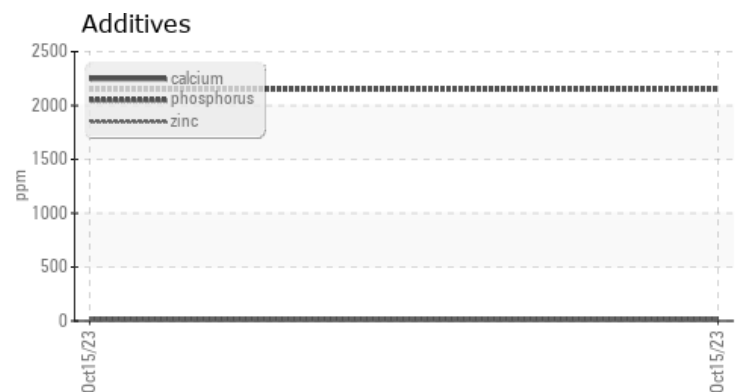 Additives
2500
calcium
phosphorus
zinc
2000
1500
ppm
1000
500
0
Oct15/23
Oct15/23